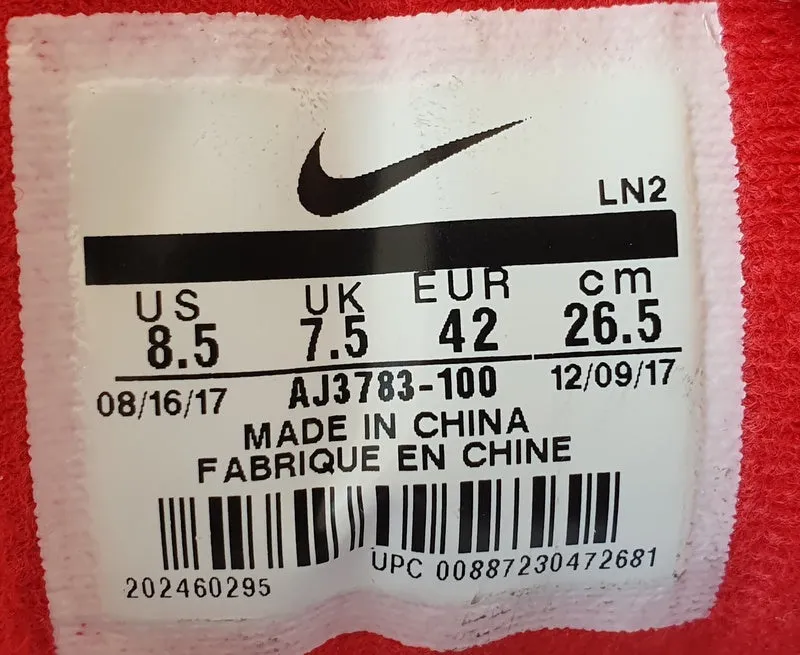 LN2
US UK EUR cm
8.5 7.5 42 26.5
08/16/17 AJ3783-100 12/09/17
MADE IN CHINA
FABRIQUE EN CHINE
UPC 00887230472681
202460295